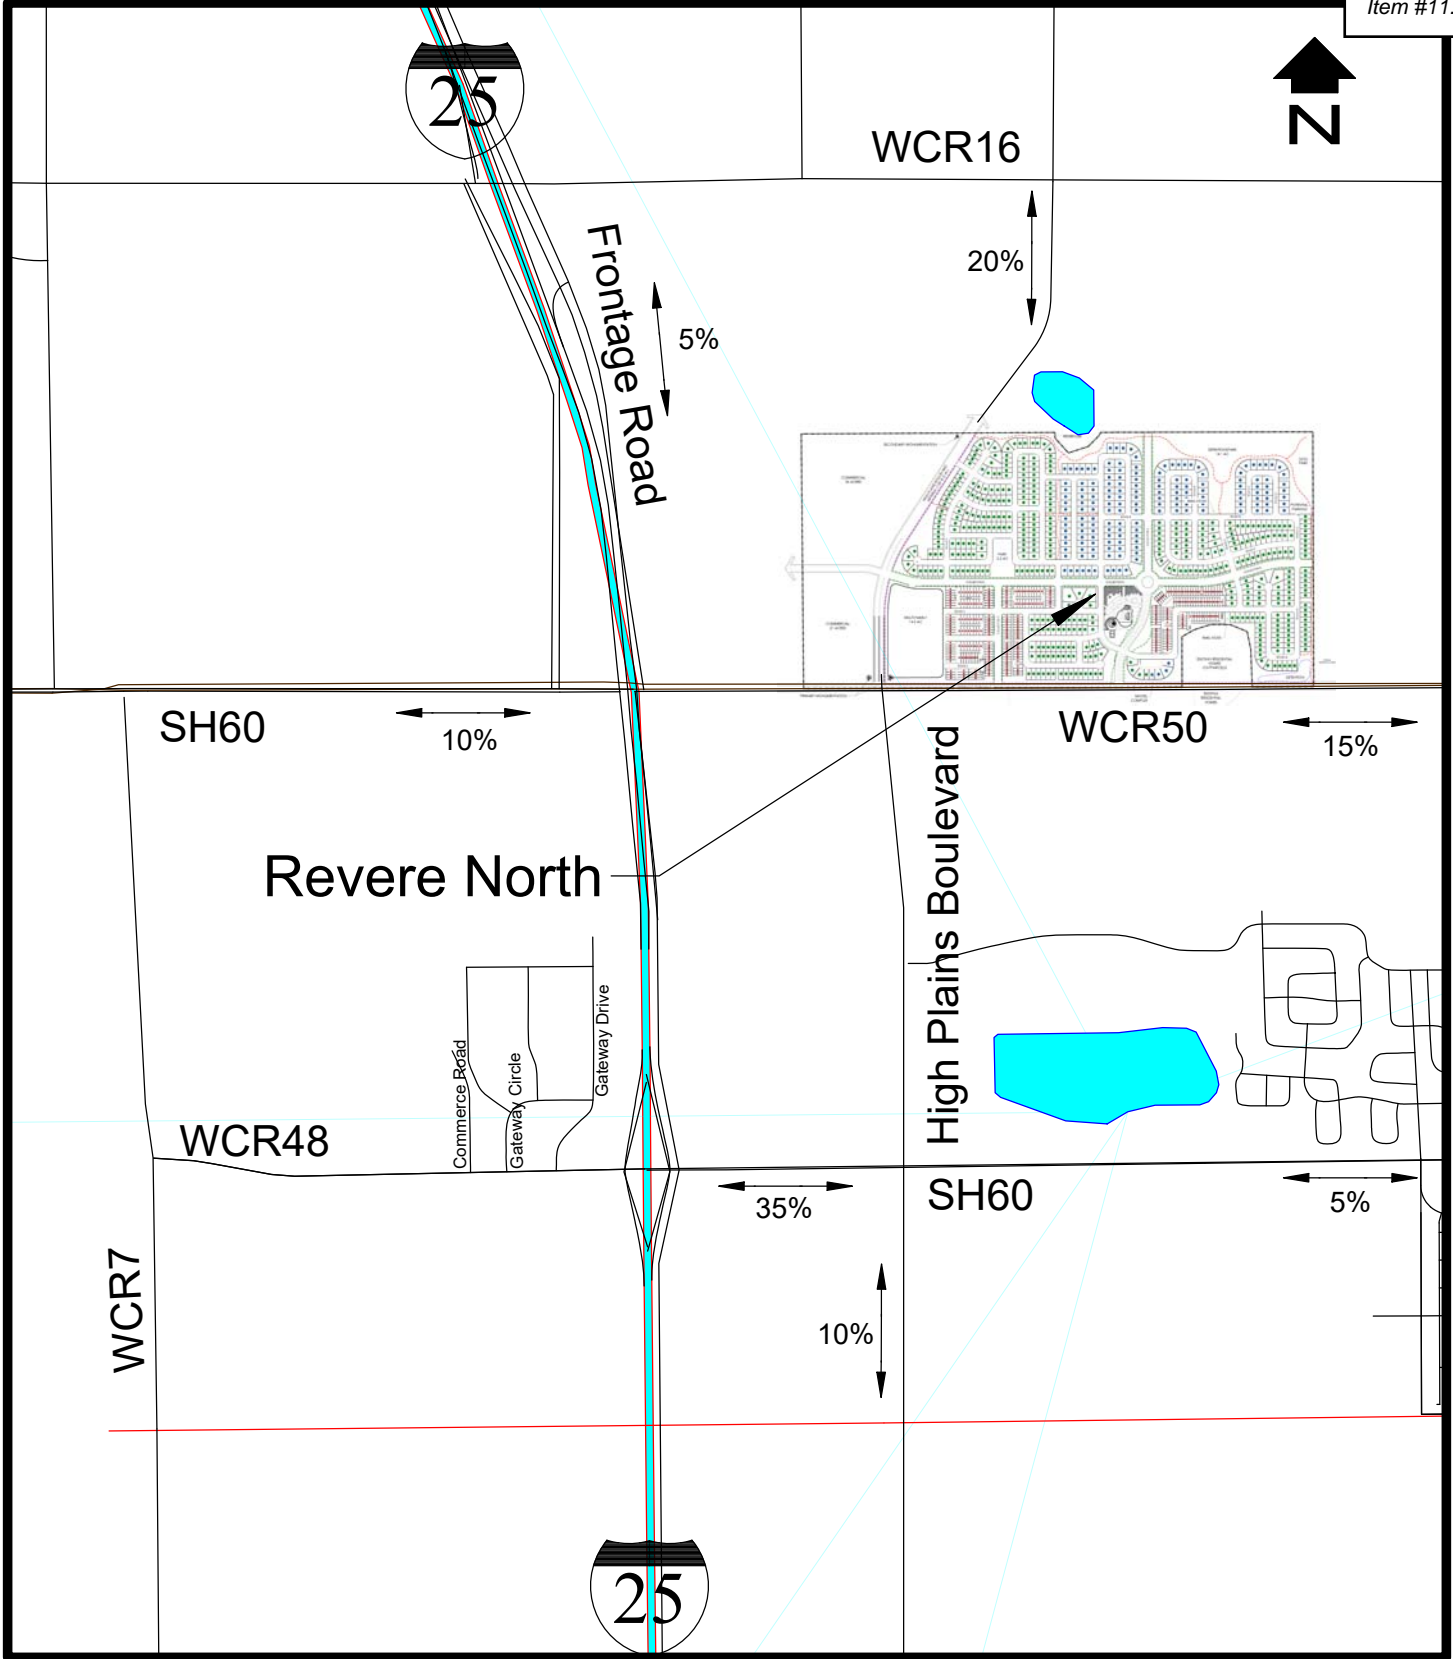 Item #11.
25
N
WCR16
20%
Frontage Road
5%
SH60
10%
WCR50
15%
High Plains Boulevard
Revere North
Commerce Road
Gateway Circle
Gateway Drive
WCR48
35%
SH60
5%
WCR7
10%
25